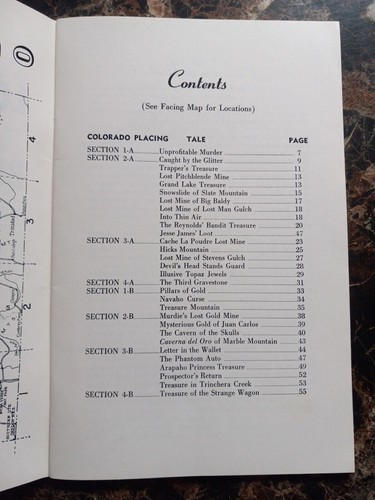 Contents
(See Facing Map for Locations)
COLORADO PLACING TALE PAGE
SECTION 1-A Unprofitable Murder 7
SECTION 2-A Caught by the Glitter 9
Trapper's Treasure 11
Lost Pitchblende Mine 13
Grand Lake Treasure 13
Snowslide of Slate Mountain 15
Lost Mine of Big Baldy 17
Lost Mine of Lost Man Gulch 18
Into Thin Air 18
The Reynolds' Bandit Treasure 20
Jesse James' Loot 47
SECTION 3-A Cache La Poudre Lost Mine 23
Hicks Mountain 25
Lost Mine of Stevens Gulch 27
Devil's Head Stands Guard 28
Illusive Topaz Jewels 29
SECTION 4-A The Third Gravestone 31
SECTION 1-B Pillars of Gold 33
Navaho Curse 34
Treasure Mountain 35
SECTION 2-B Murdie's Lost Gold Mine 38
Mysterious Gold of Juan Carlos 39
The Cavern of the Skulls 40
Caverna del Oro of Marble Mountain 43
SECTION 3-B Letter in the Wallet 44
The Phantom Auto 47
Arapaho Princess Treasure 49
Prospector's Return 52
Treasure in Trinchera Creek 53
SECTION 4-B Treasure of the Strange Wagon 55
0
4
3
2